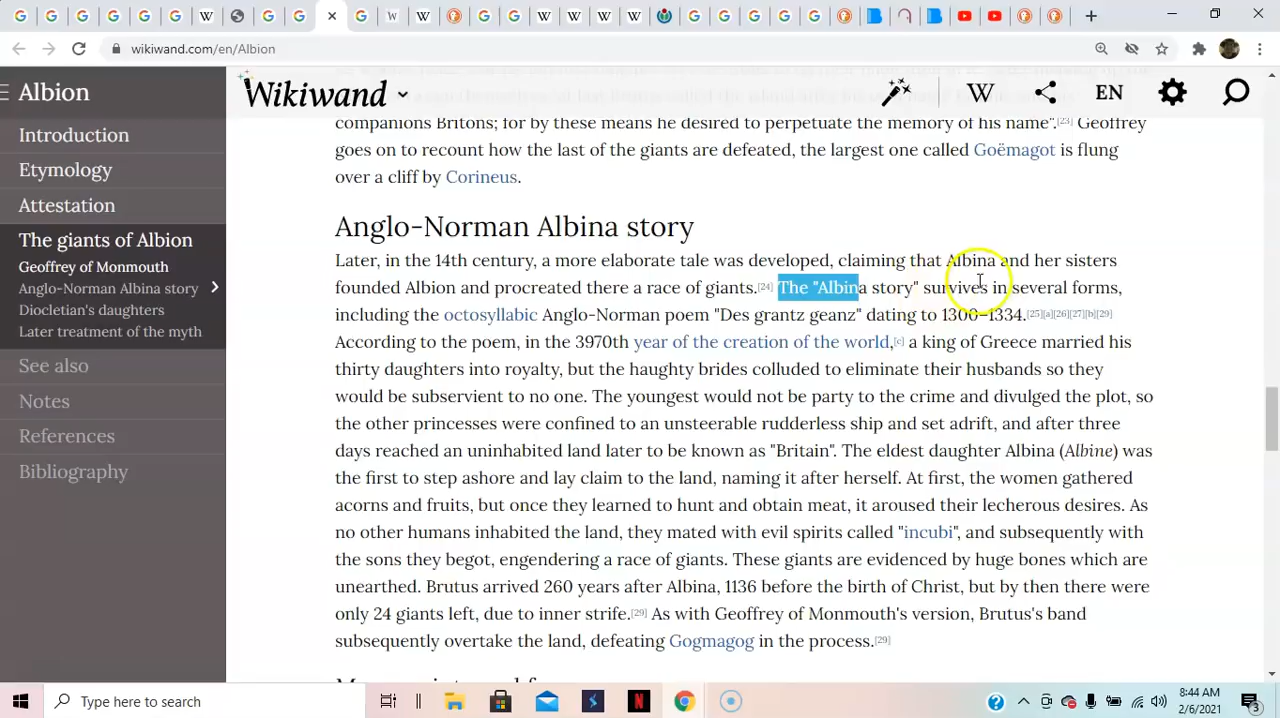 wikiwand.com/en/Albion
Albion
Wikiwand
W
EN
Introduction
Etymology
Attestation
The giants of Albion
Geoffrey of Monmouth
Anglo-Norman Albina story
Diocletian's daughters
Later treatment of the myth
See also
Notes
References
Bibliography
companions Britons; for by these means he desired to perpetuate the memory of his name".[23] Geoffrey
goes on to recount how the last of the giants are defeated, the largest one called Goëmagot is flung
over a cliff by Corineus.
Anglo-Norman Albina story
Later, in the 14th century, a more elaborate tale was developed, claiming that Albina and her sisters
founded Albion and procreated there a race of giants.[24] The "Albina story" survives in several forms,
including the octosyllabic Anglo-Norman poem "Des grantz geanz" dating to 1300–1334.[25][a][26][27][b][29]
According to the poem, in the 3970th year of the creation of the world,[c] a king of Greece married his
thirty daughters into royalty, but the haughty brides colluded to eliminate their husbands so they
would be subservient to no one. The youngest would not be party to the crime and divulged the plot, so
the other princesses were confined to an unsteerable rudderless ship and set adrift, and after three
days reached an uninhabited land later to be known as "Britain". The eldest daughter Albina (Albine) was
the first to step ashore and lay claim to the land, naming it after herself. At first, the women gathered
acorns and fruits, but once they learned to hunt and obtain meat, it aroused their lecherous desires. As
no other humans inhabited the land, they mated with evil spirits called "incubi", and subsequently with
the sons they begot, engendering a race of giants. These giants are evidenced by huge bones which are
unearthed. Brutus arrived 260 years after Albina, 1136 before the birth of Christ, but by then there were
only 24 giants left, due to inner strife.[29] As with Geoffrey of Monmouth's version, Brutus's band
subsequently overtake the land, defeating Gogmagog in the process.[29]
Type here to search
8:44 AM
2/6/2021
3